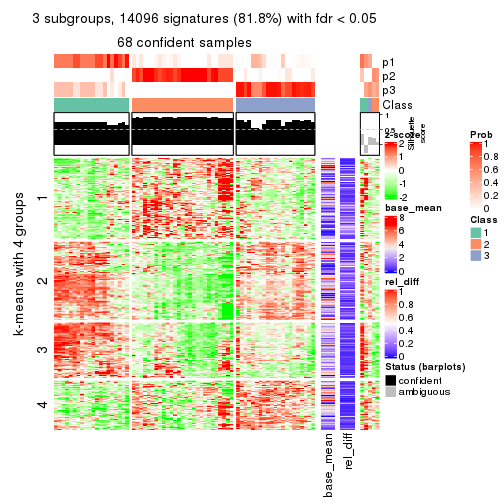 3 subgroups, 14096 signatures (81.8%) with fdr < 0.05
68 confident samples
p1
p2
p3
Class
1
0.5
Silhouette
score
k-means with 4 groups
1
2
3
4
base_mean
rel_diff
z-score
2
1
0
-1
-2
base_mean
8
6
4
2
0
rel_diff
1
0.8
0.6
0.4
0.2
0
Status (barplots)
confident
ambiguous
Prob
1
0.8
0.6
0.4
0.2
0
Class
1
2
3